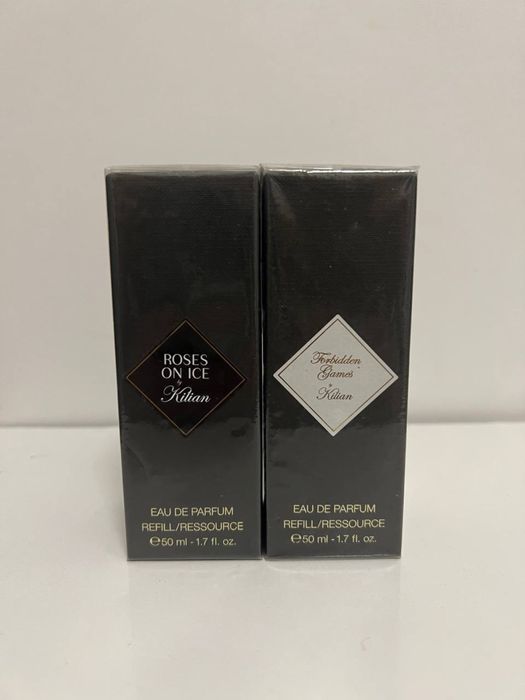 ROSES
ON ICE
by
Kilian
EAU DE PARFUM
REFILL/RESSOURCE
℮50 ml - 1.7 fl. oz.
Forbidden
Games
by
Kilian
EAU DE PARFUM
REFILL/RESSOURCE
℮50 ml - 1.7 fl. oz.